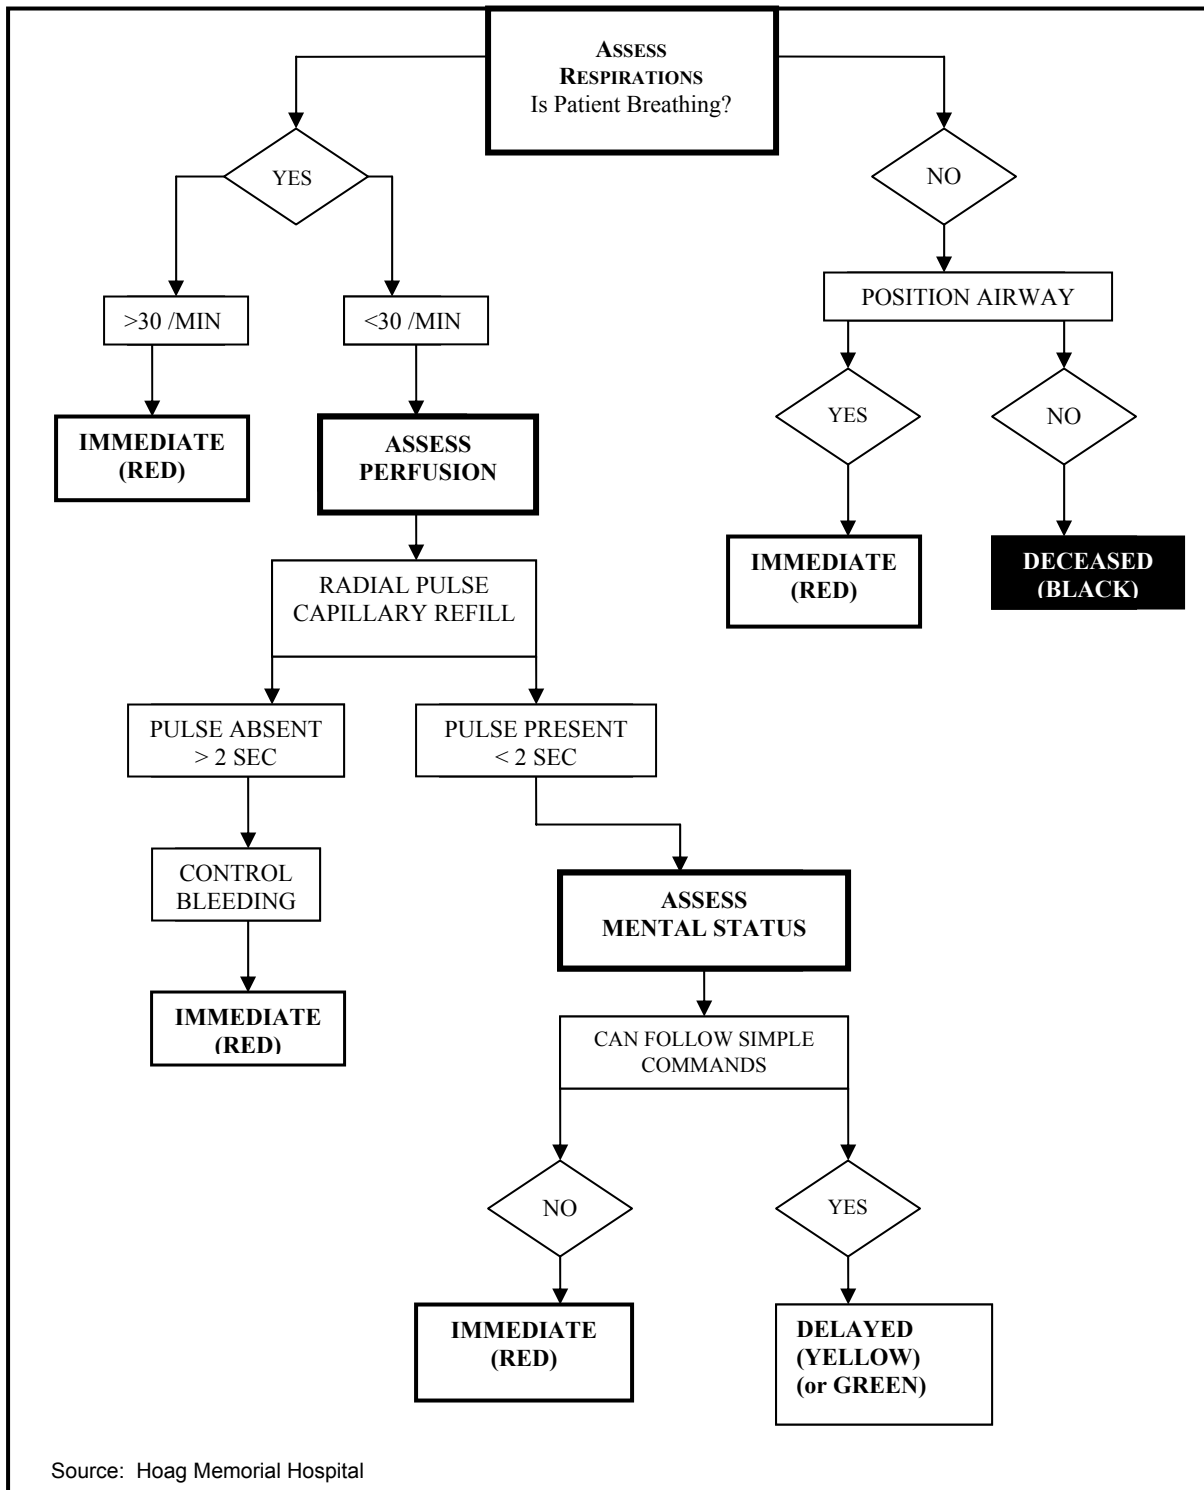 ASSESS
RESPIRATIONS
Is Patient Breathing?
YES
NO
>30 /MIN
<30 /MIN
POSITION AIRWAY
IMMEDIATE
(RED)
ASSESS
PERFUSION
YES
NO
RADIAL PULSE
CAPILLARY REFILL
IMMEDIATE
(RED)
DECEASED
(BLACK)
PULSE ABSENT
> 2 SEC
PULSE PRESENT
< 2 SEC
CONTROL
BLEEDING
ASSESS
MENTAL STATUS
IMMEDIATE
(RED)
CAN FOLLOW SIMPLE
COMMANDS
NO
YES
IMMEDIATE
(RED)
DELAYED
(YELLOW)
(or GREEN)
Source: Hoag Memorial Hospital